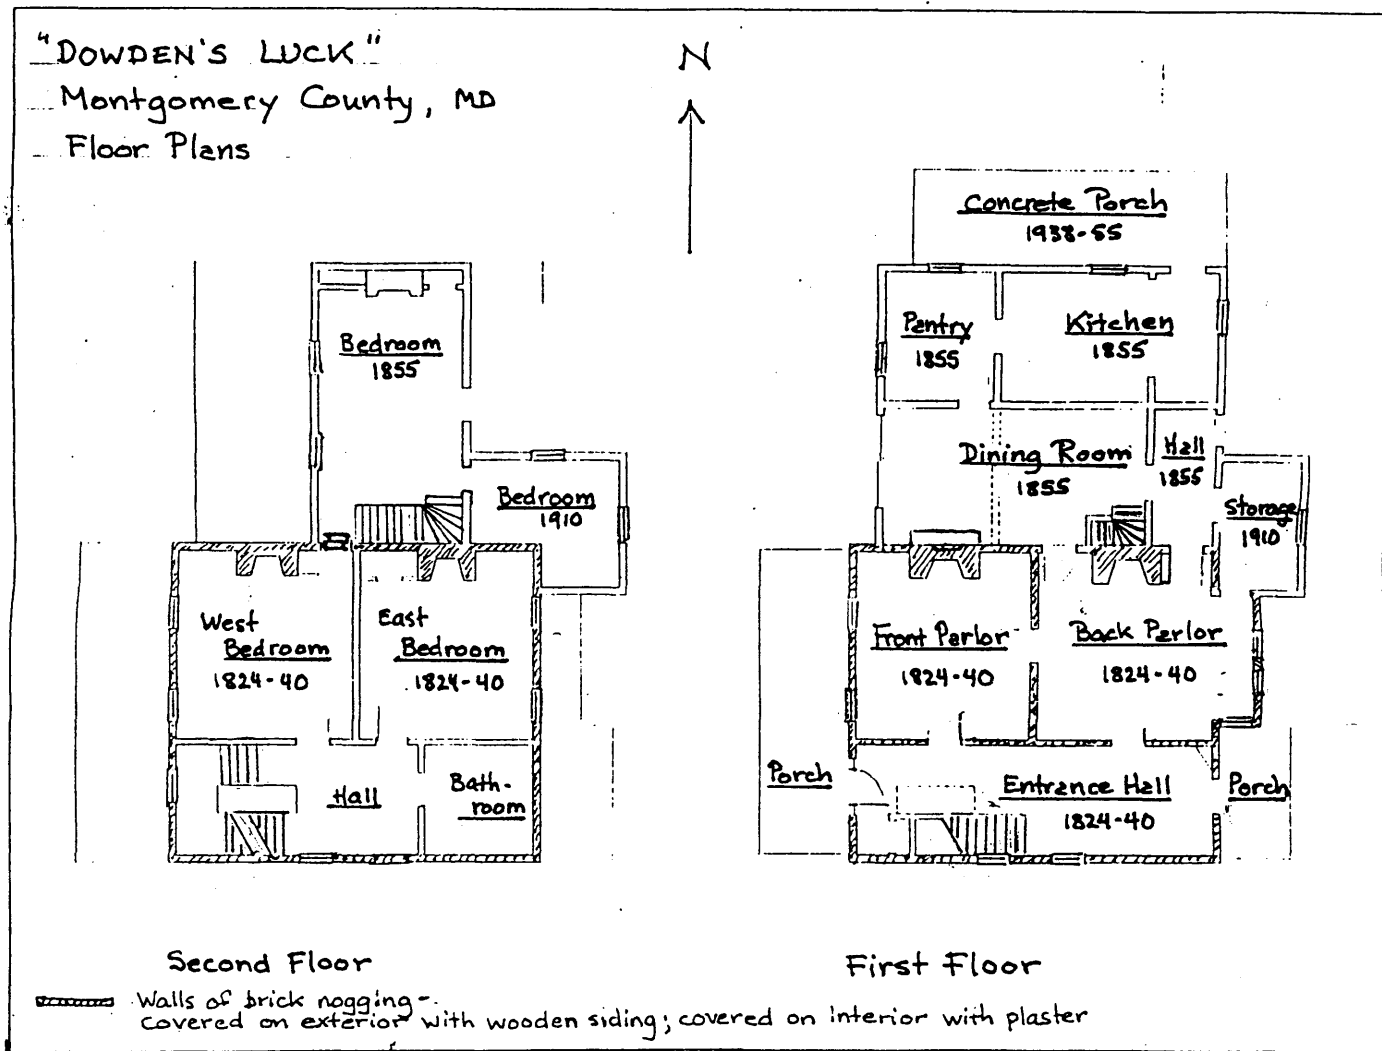 "DOWDEN'S LUCK"
Montgomery County, MD
Floor Plans
N
Concrete Porch
1938-55
Pantry
1855
Kitchen
1855
Dining Room
1855
Hall
1855
Storage
1910
Front Parlor
1824-40
Back Parlor
1824-40
Porch
Entrance Hall
1824-40
Porch
Bedroom
1855
Bedroom
1910
West
Bedroom
1824-40
East
Bedroom
1824-40
Hall
Bath-
room
Second Floor
First Floor
Walls of brick nogging-
covered on exterior with wooden siding; covered on interior with plaster